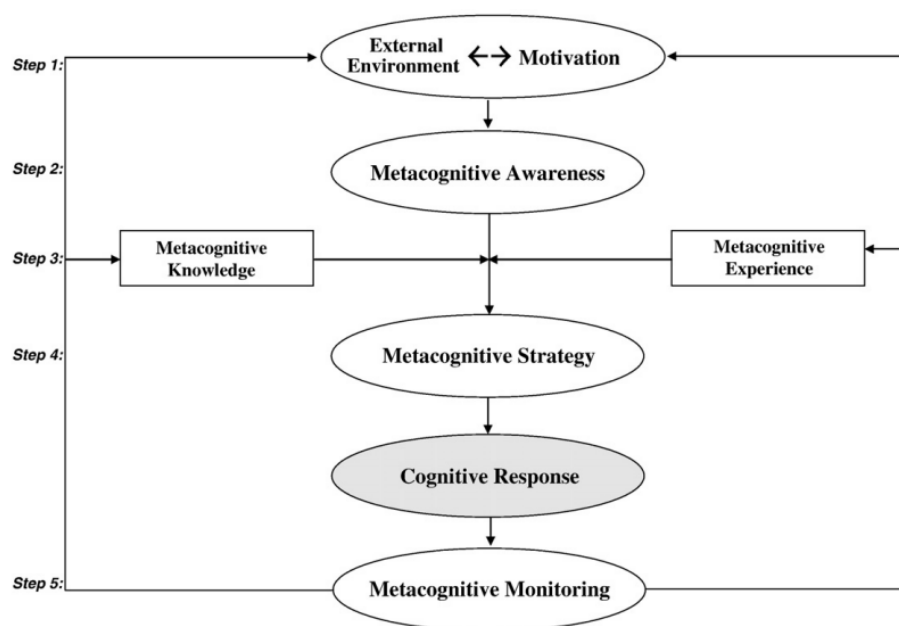 Step 1:
External
Environment
Motivation
Step 2:
Metacognitive Awareness
Step 3:
Metacognitive
Knowledge
Metacognitive
Experience
Step 4:
Metacognitive Strategy
Cognitive Response
Step 5:
Metacognitive Monitoring